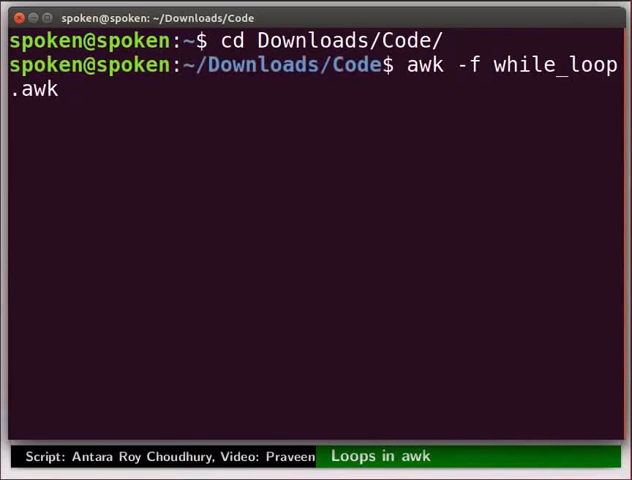 spoken@spoken: ~/Downloads/Code
spoken@spoken:~$ cd Downloads/Code/
spoken@spoken:~/Downloads/Code$ awk -f while_loop
.awk
Script: Antara Roy Choudhury, Video: Praveen
Loops in awk